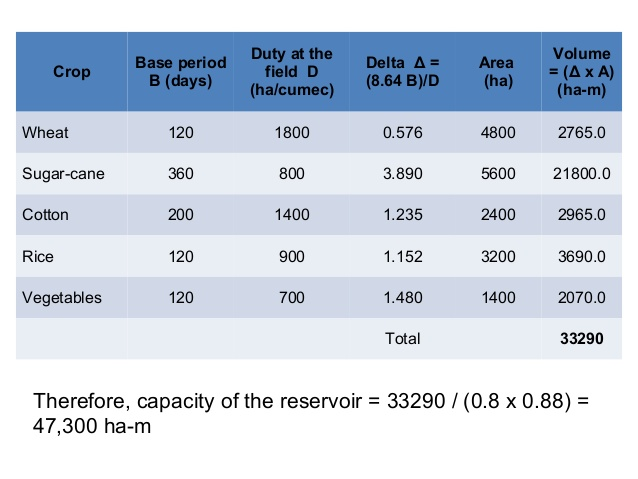 Crop Base period B (days) Duty at the field D (ha/cumec) Delta Δ = (8.64 B)/D Area (ha) Volume = (Δ x A) (ha-m)
Wheat 120 1800 0.576 4800 2765.0
Sugar-cane 360 800 3.890 5600 21800.0
Cotton 200 1400 1.235 2400 2965.0
Rice 120 900 1.152 3200 3690.0
Vegetables 120 700 1.480 1400 2070.0
Total 33290
Therefore, capacity of the reservoir = 33290 / (0.8 x 0.88) =
47,300 ha-m